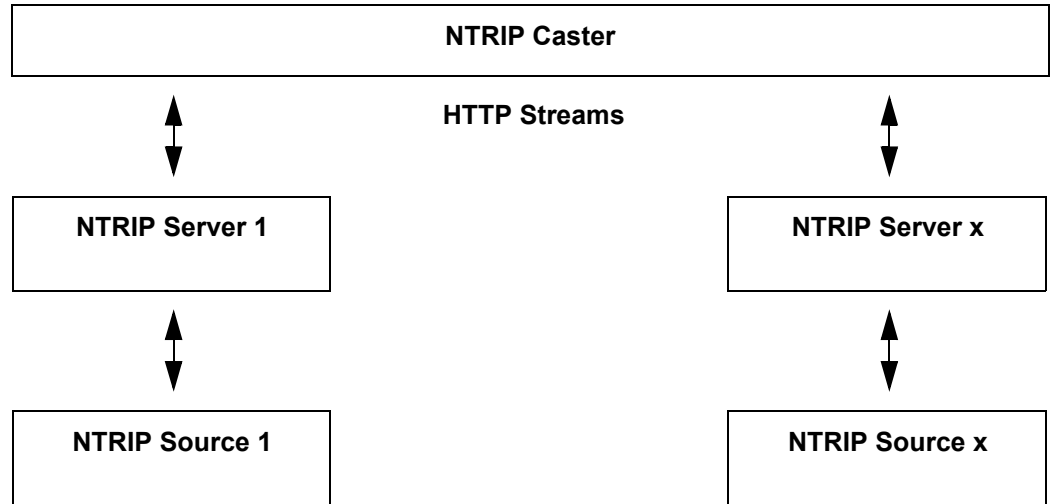 NTRIP Caster
HTTP Streams
NTRIP Server 1
NTRIP Server x
NTRIP Source 1
NTRIP Source x